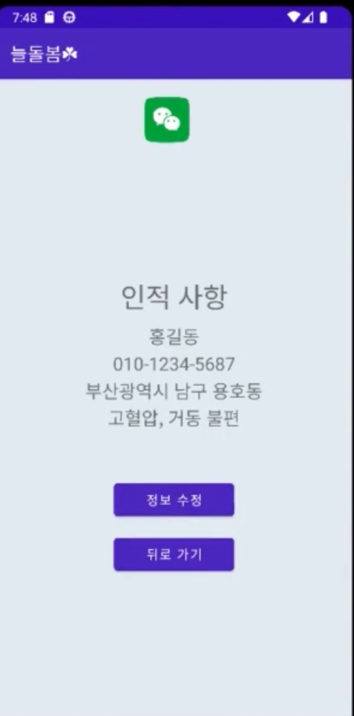 7:48
늘돌봄☘
인적 사항
홍길동
010-1234-5687
부산광역시 남구 용호동
고혈압, 거동 불편
정보 수정
뒤로 가기